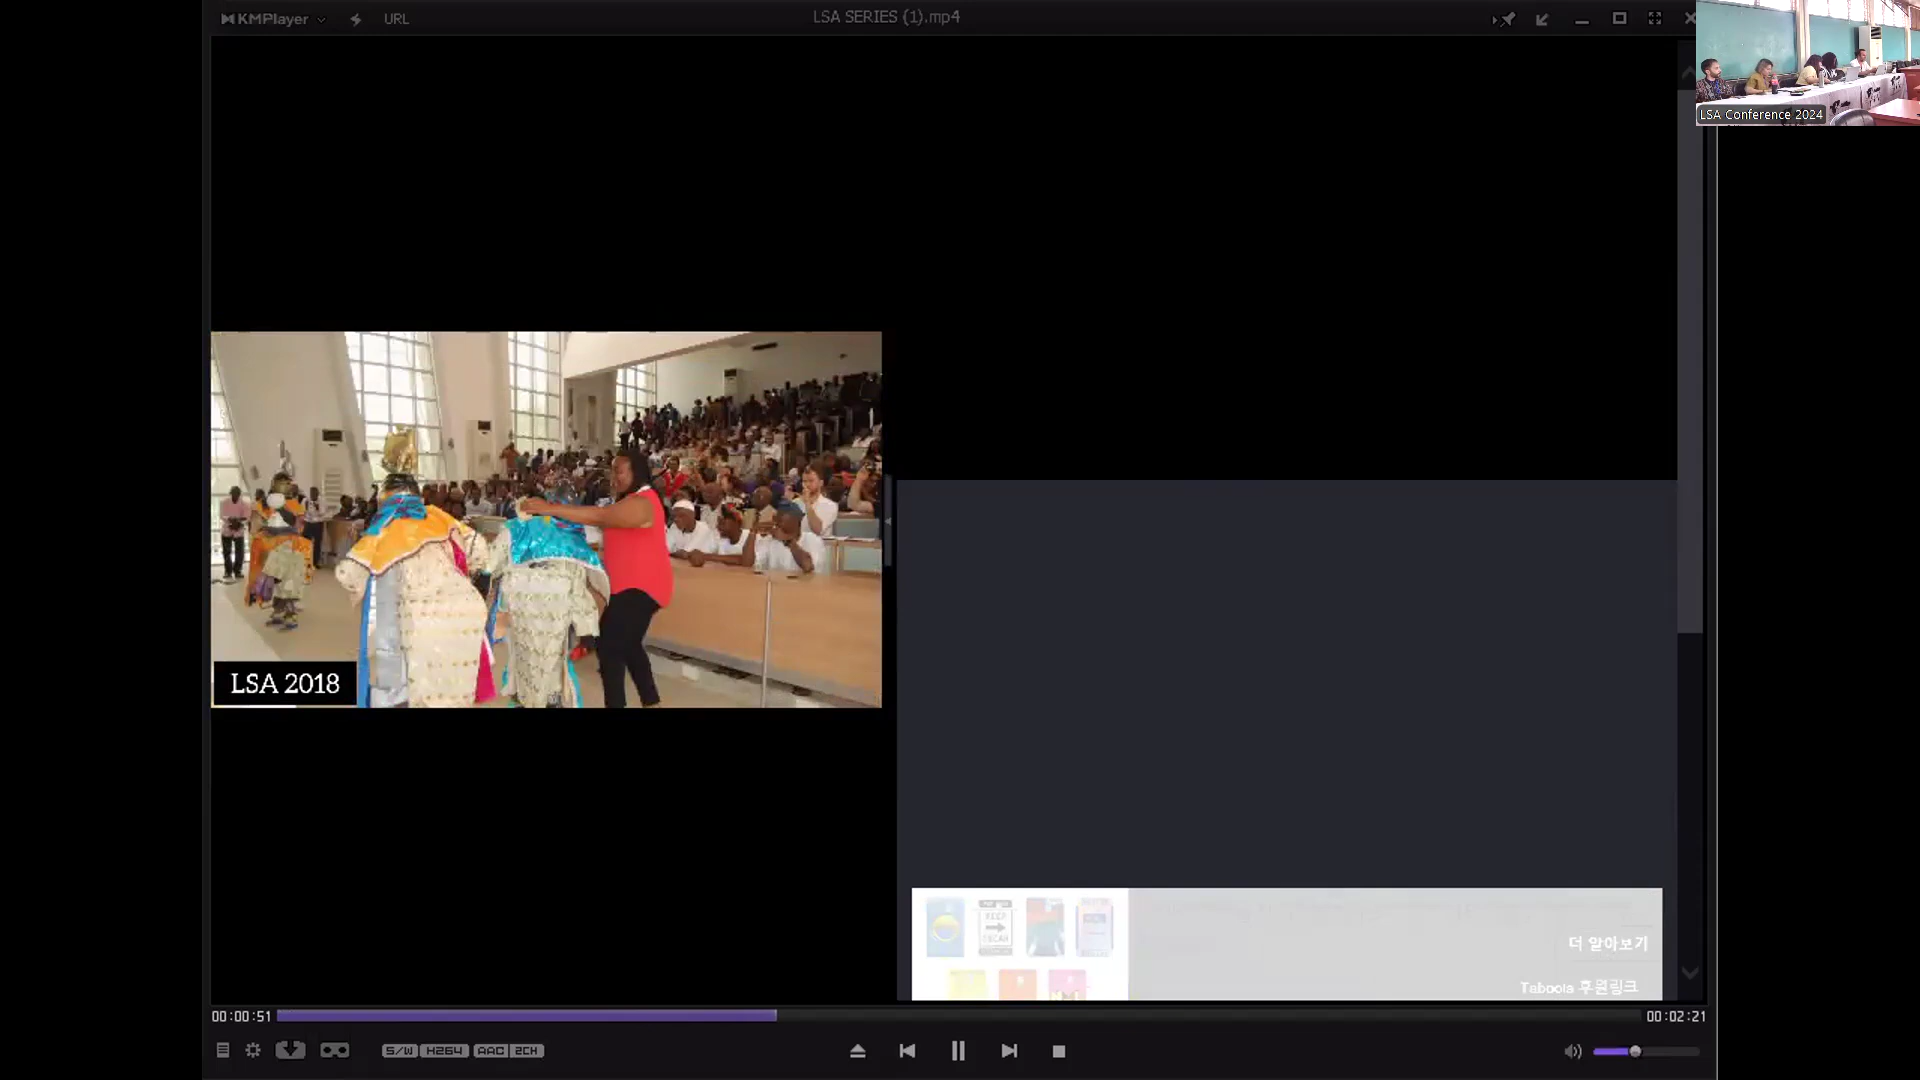 KMPlayer
URL
LSA SERIES (1).mp4
LSA Conference 2024
LSA 2018
KEEP
더 알아보기
Taboola 후원링크
00:00:51
00:02:21
S/W H264 AAC 2CH